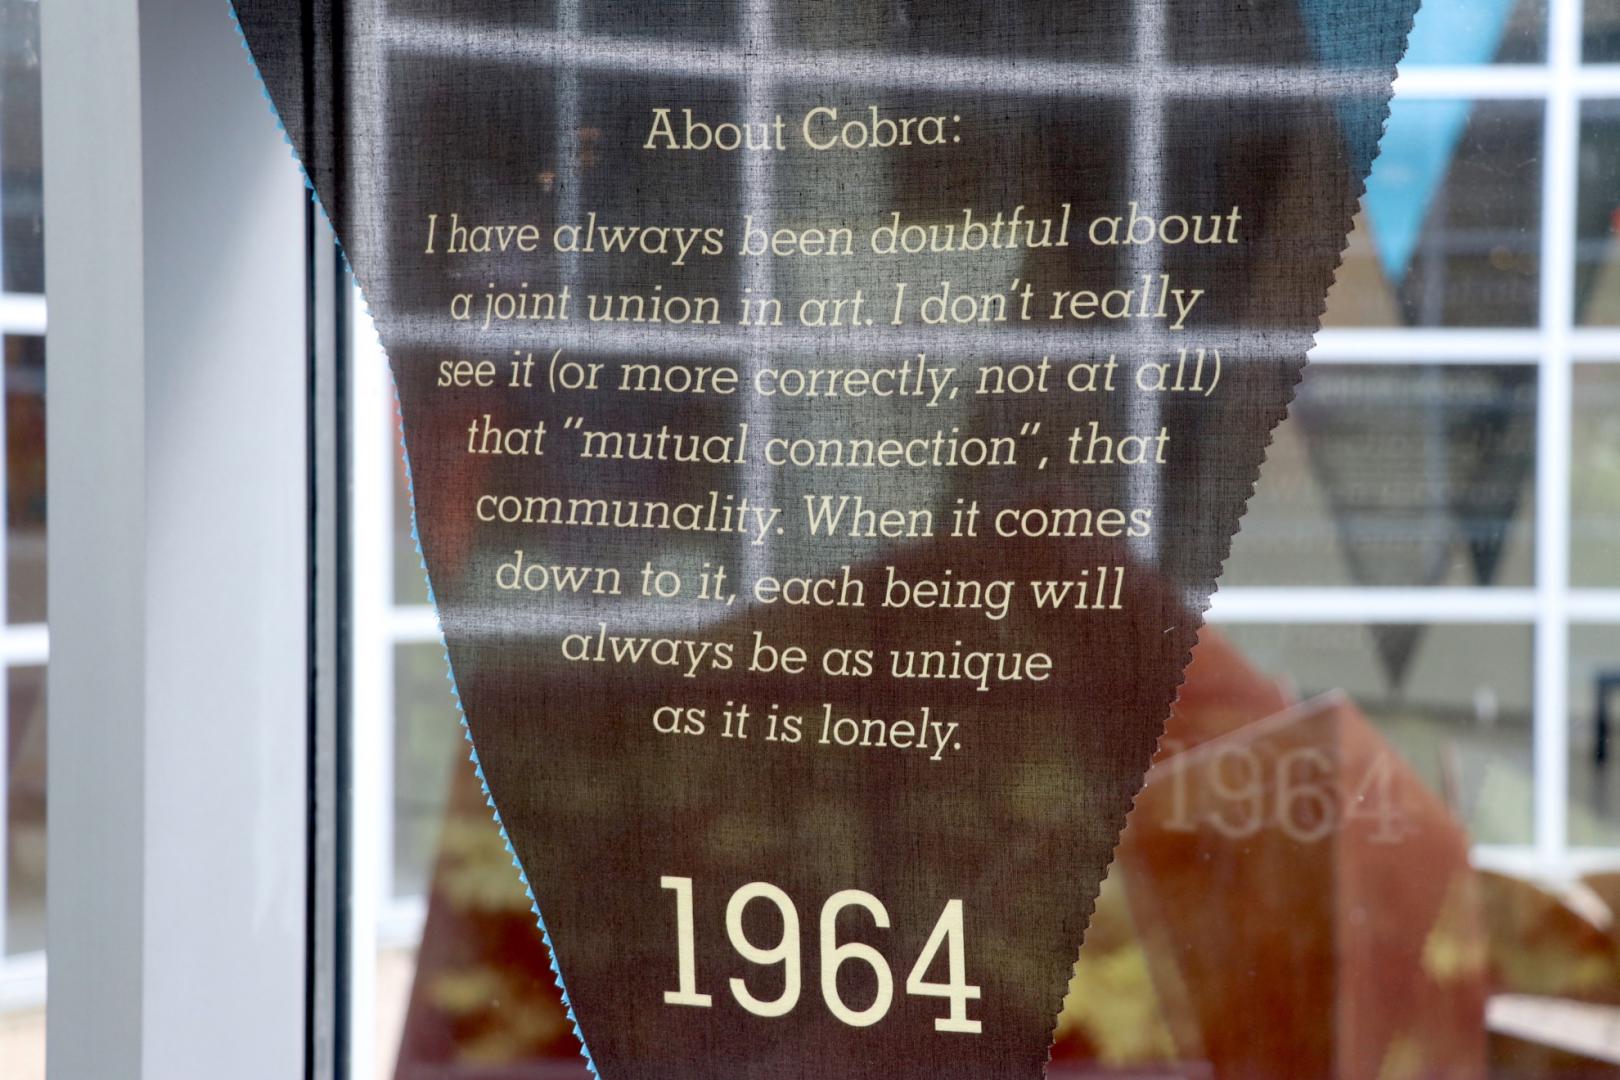 About Cobra:
I have always been doubtful about
a joint union in art. I don't really
see it (or more correctly, not at all)
that "mutual connection", that
communality. When it comes
down to it, each being will
always be as unique
as it is lonely.
1964
1964